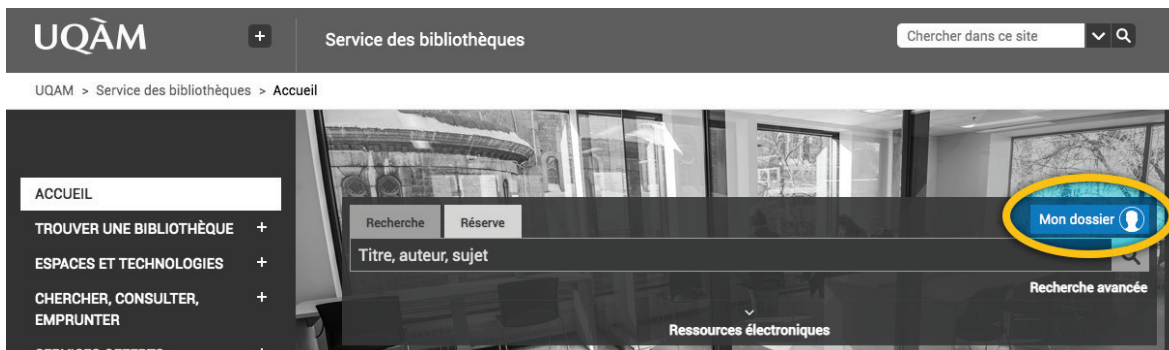 UQÀM
+
Service des bibliothèques
Chercher dans ce site
UQAM > Service des bibliothèques > Accueil
ACCUEIL
TROUVER UNE BIBLIOTHÈQUE +
ESPACES ET TECHNOLOGIES +
CHERCHER, CONSULTER, +
EMPRUNTER
Recherche
Réserve
Mon dossier
Titre, auteur, sujet
Recherche avancée
Ressources électroniques